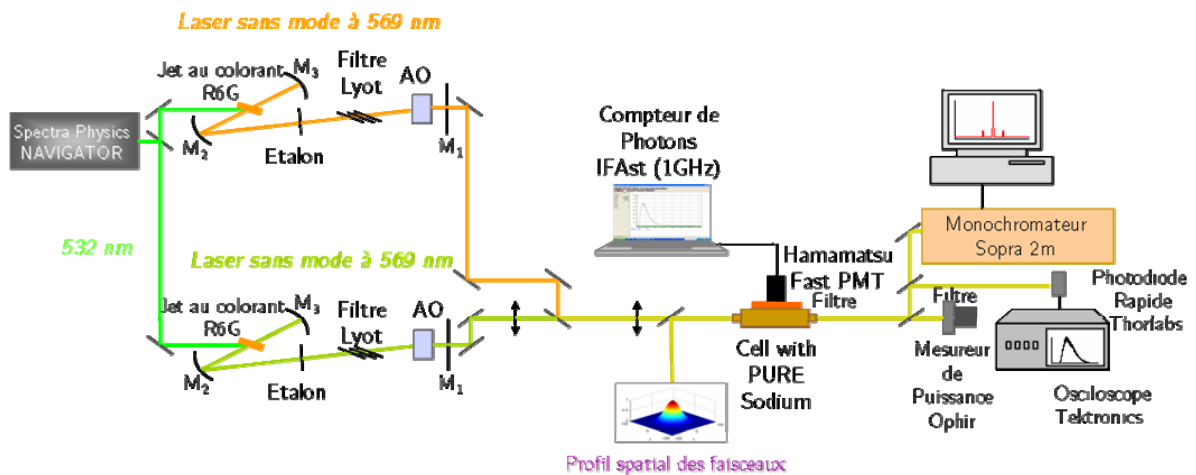 Laser sans mode à 569 nm
Jet au colorant
R6G
M3
Filtre
Lyot
AO
Spectra Physics
NAVIGATOR
M2
Etalon
M1
Compteur de
Photons
IFAst (1GHz)
Monochromateur
Sopra 2m
532 nm
Laser sans mode à 569 nm
Hamamatsu
Fast PMT
Filtre
Photodiode
Rapide
Thorlabs
Jet au colorant
R6G
M3
Filtre
Lyot
AO
Filtre
M2
Etalon
M1
Cell with
PURE
Sodium
Mesureur
de
Puissance
Ophir
Osciloscope
Tektronics
Profil spatial des faisceaux